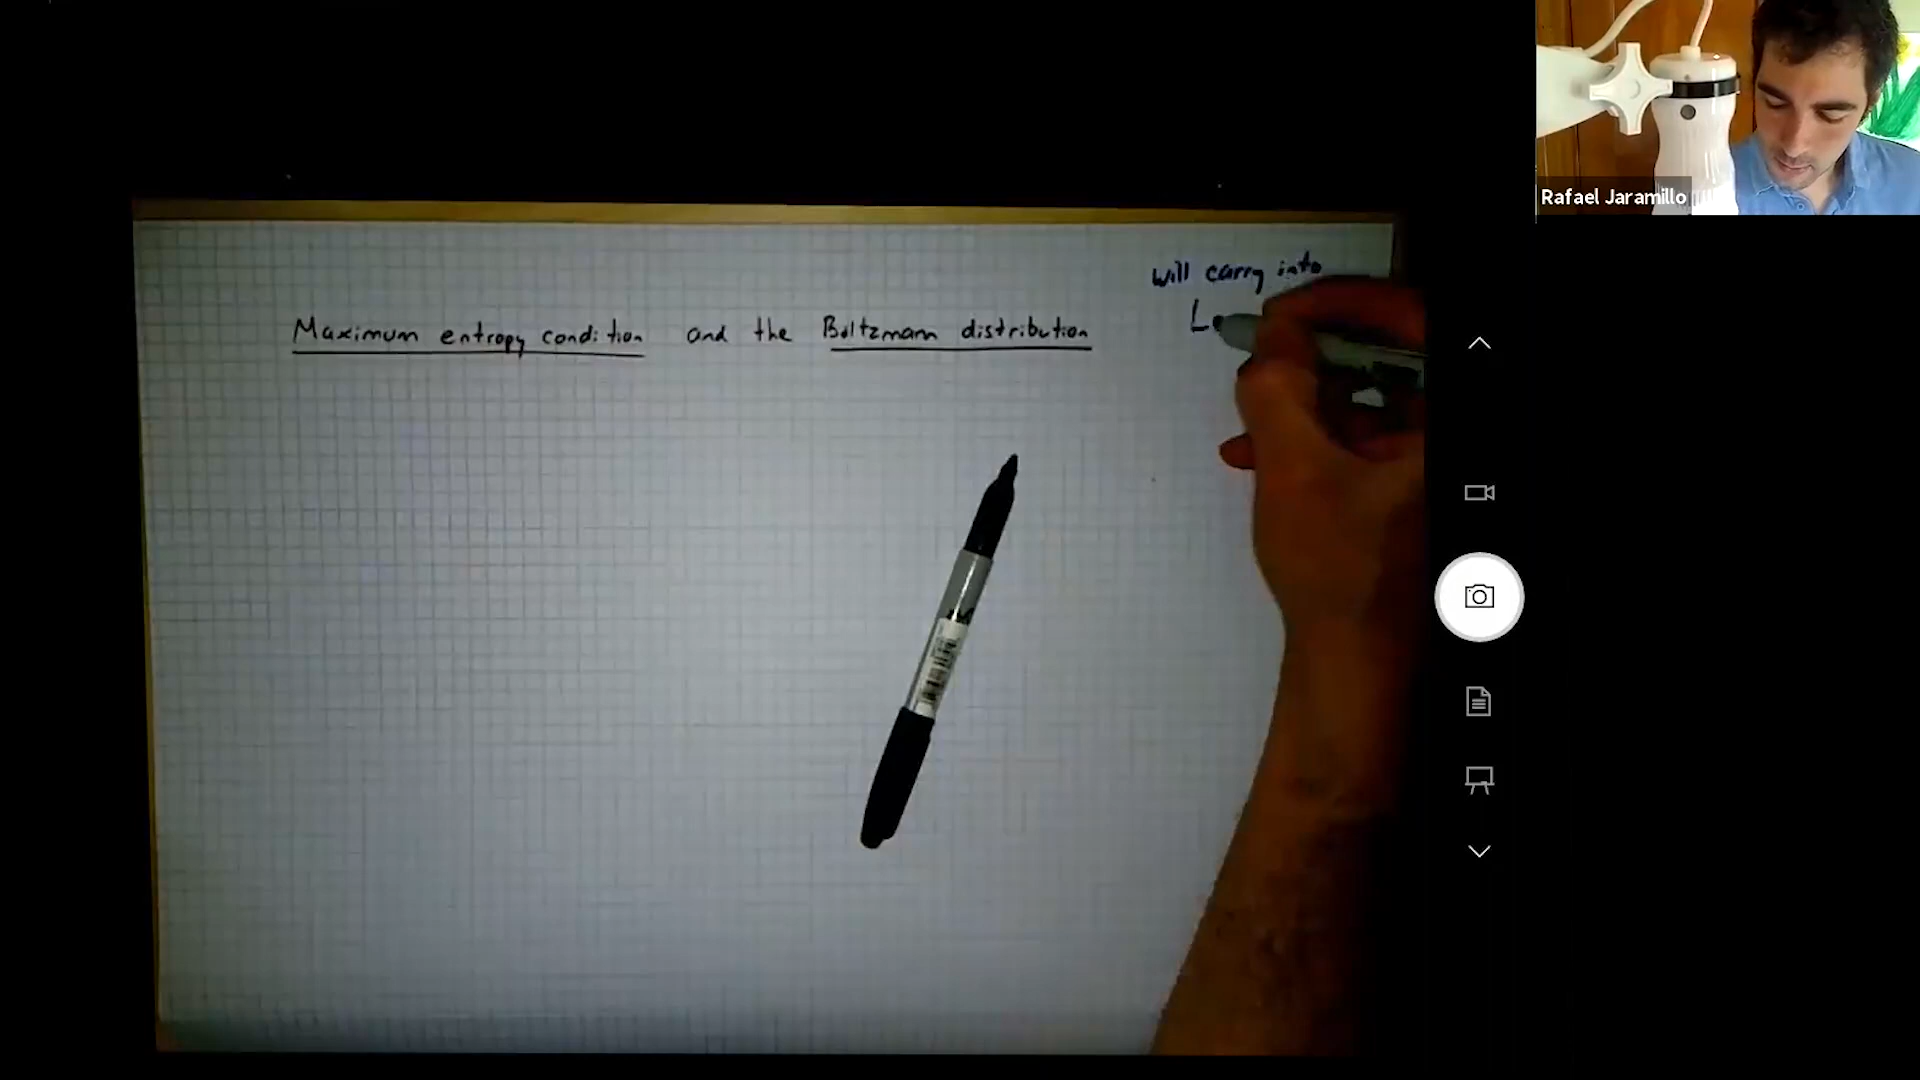 Rafael Jaramillo
will carry into
Maximum entropy condition and the Boltzmann distribution